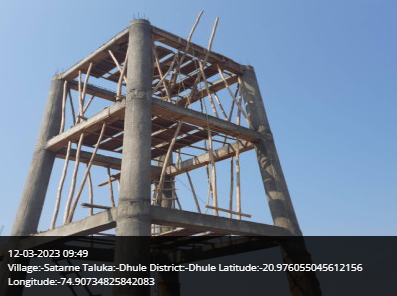 12-03-2023 09:49
Village:-Satarne Taluka:-Dhule District:-Dhule Latitude:-20.976055045612156
Longitude:-74.90734825842083